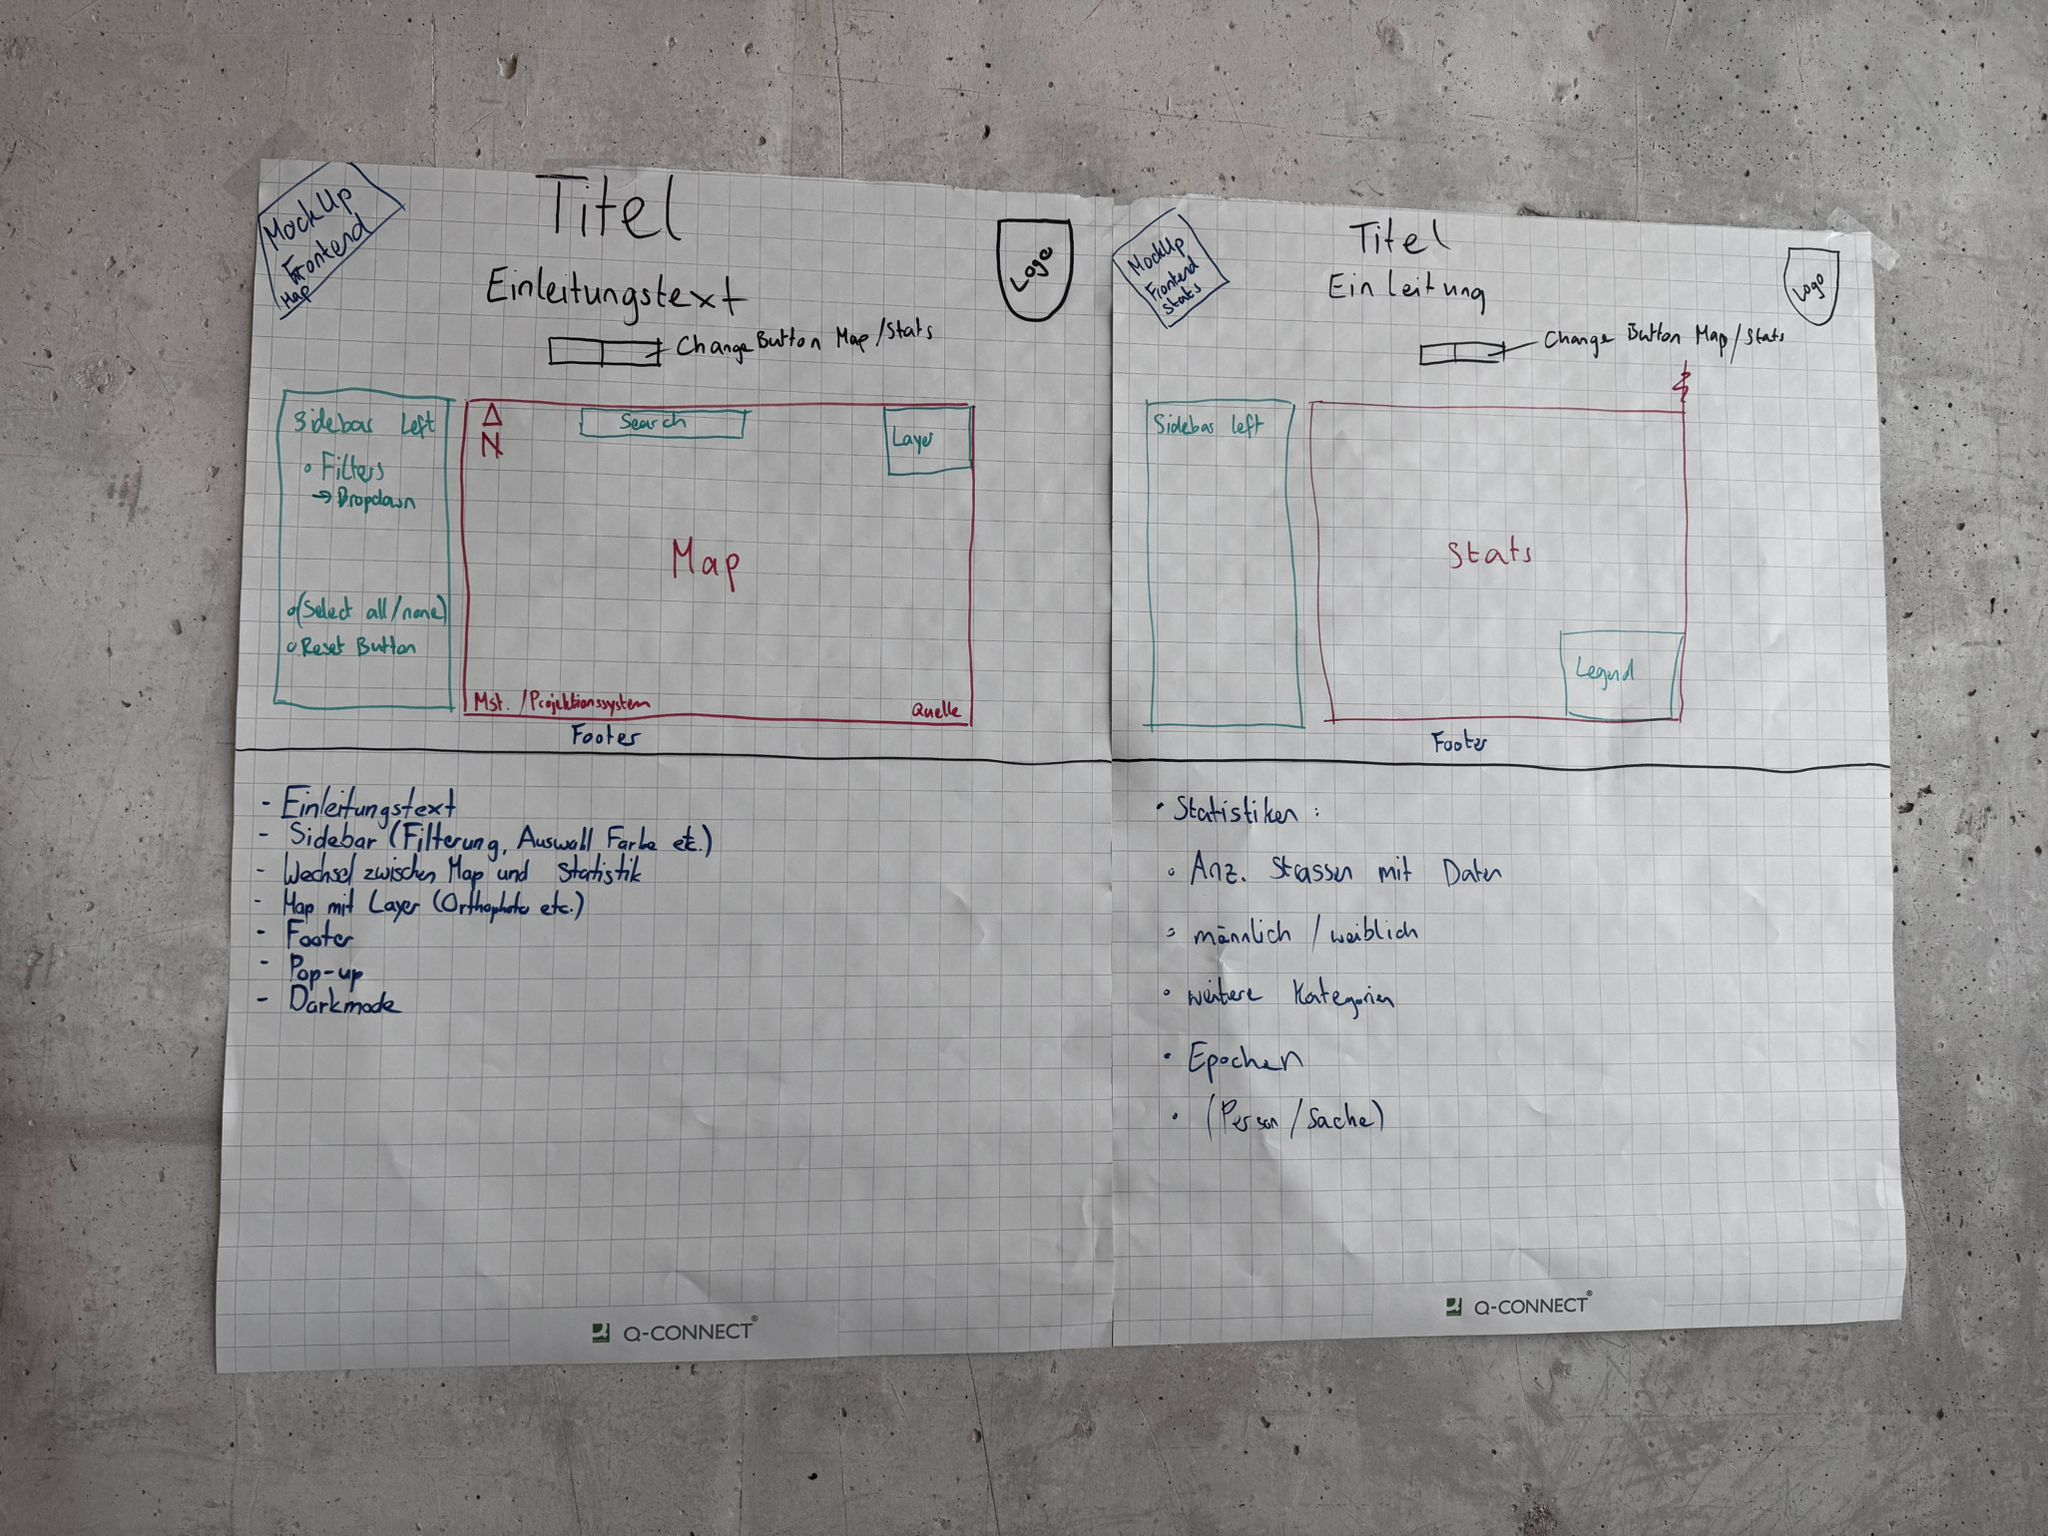 MockUp
Frontend
Map
Titel
Einleitungstext
Logo
Change Button Map/Stats
Sidebar Left
Filters
→ Dropdown
(Select all/none)
Reset Button
N
Search
Layer
Map
Mst. / Projektionssystem
Quelle
Footer
- Einleitungstext
- Sidebar (Filterung, Auswahl Farbe etc.)
- Wechsel zwischen Map und Statistik
- Map mit Layer (Orthophoto etc.)
- Footer
- Pop-up
- Darkmode
Q-CONNECT®
MockUp
Frontend
Stats
Titel
Einleitung
Logo
Change Button Map/Stats
Sidebar left
Stats
Legend
Footer
• Statistiken :
• Anz. Strassen mit Daten
• männlich / weiblich
• weitere Kategorien
• Epochen
• (Person / Sache)
Q-CONNECT®